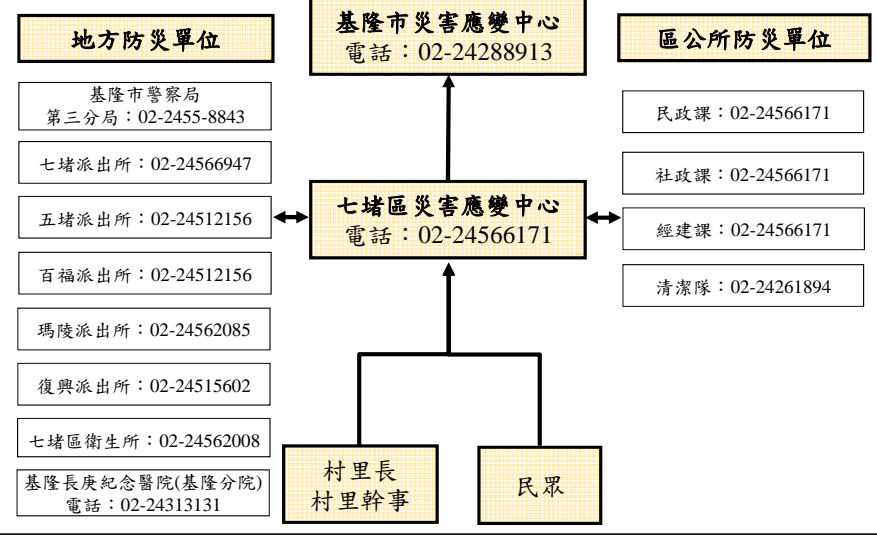 地方防災單位
基隆市警察局
第三分局：02-2455-8843
七堵派出所：02-24566947
五堵派出所：02-24512156
百福派出所：02-24512156
瑪陵派出所：02-24562085
復興派出所：02-24515602
七堵區衛生所：02-24562008
基隆長庚紀念醫院(基隆分院)
電話：02-24313131
基隆市災害應變中心
電話：02-24288913
七堵區災害應變中心
電話：02-24566171
村里長
村里幹事
民眾
區公所防災單位
民政課：02-24566171
社政課：02-24566171
經建課：02-24566171
清潔隊：02-24261894